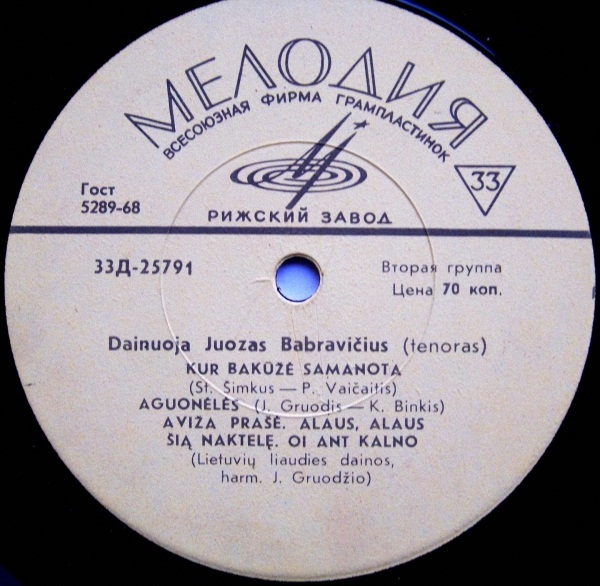 МЕЛОДИЯ
ВСЕСОЮЗНАЯ ФИРМА ГРАМПЛАСТИНОК
33
Гост
5289-68
РИЖСКИЙ ЗАВОД
33Д-25791
Вторая группа
Цена 70 коп.
Dainuoja Juozas Babravičius (tenoras)
KUR BAKŪŽĖ SAMANOTA
(St. Šimkus — P. Vaičaitis)
AGUONĖLĖS (J. Gruodis — K. Binkis)
AVIŽA PRAŠĖ. ALAUS, ALAUS
ŠIĄ NAKTELĘ. OI ANT KALNO
(Lietuvių liaudies dainos,
harm. J. Gruodžio)